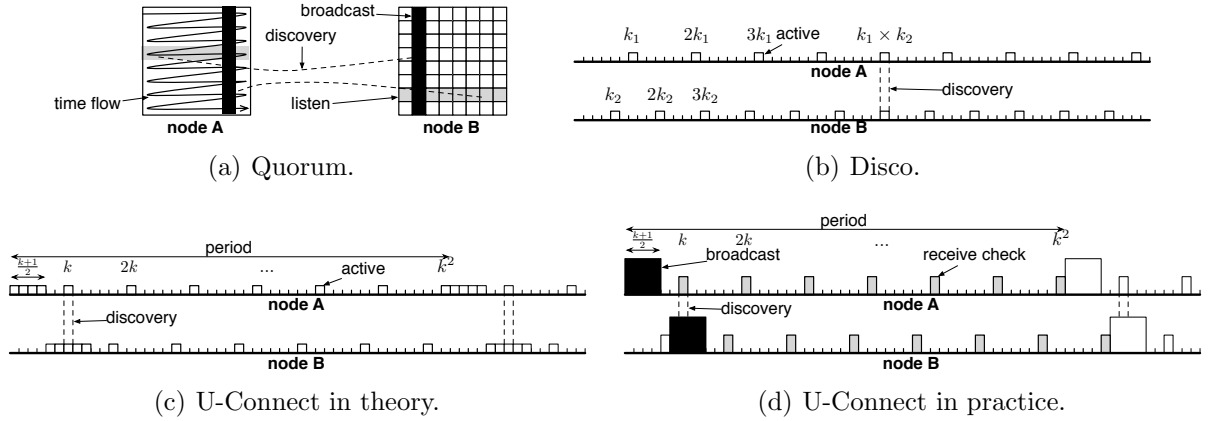 broadcast
discovery
time flow
listen
node A
node B
(a) Quorum.
k₁ 2k₁ 3k₁ active k₁ × k₂
node A
discovery
k₂ 2k₂ 3k₂
node B
(b) Disco.
period
(k+1)/2 k 2k ... active k²
node A
discovery
node B
(c) U-Connect in theory.
period
(k+1)/2 k 2k ... k²
broadcast
receive check
node A
discovery
node B
(d) U-Connect in practice.